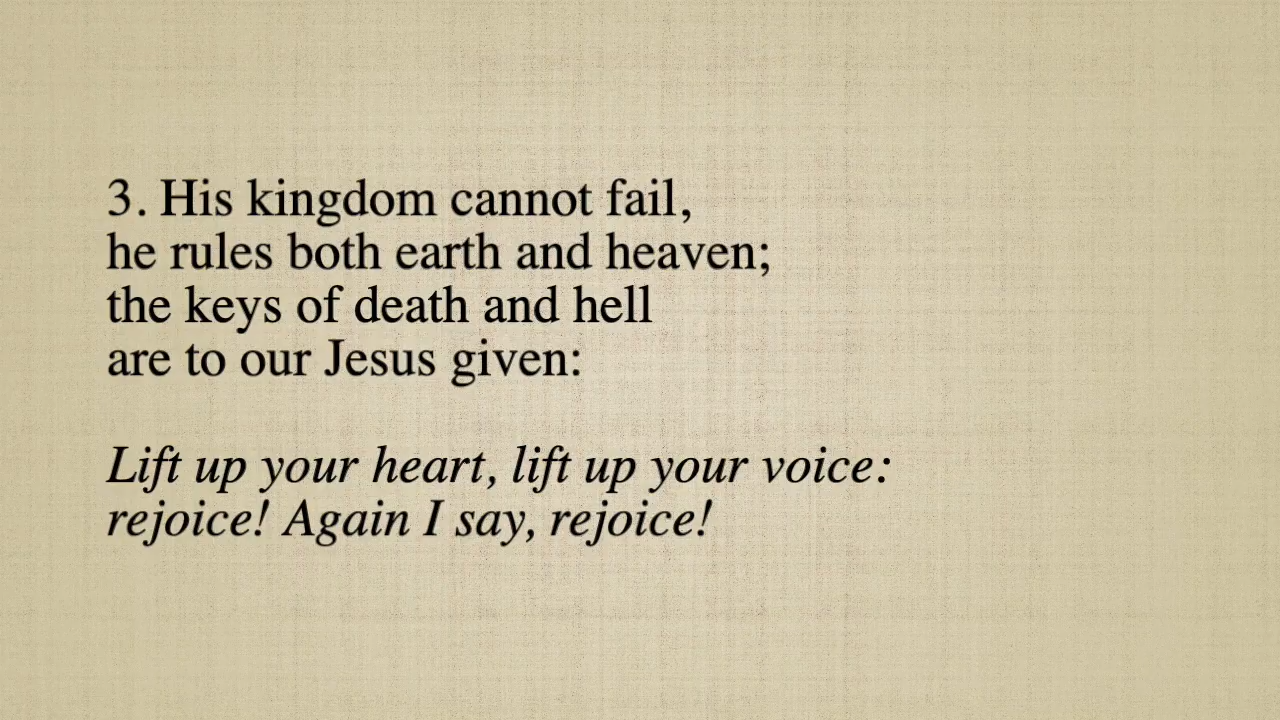 3. His kingdom cannot fail,
he rules both earth and heaven;
the keys of death and hell
are to our Jesus given:
Lift up your heart, lift up your voice:
rejoice! Again I say, rejoice!